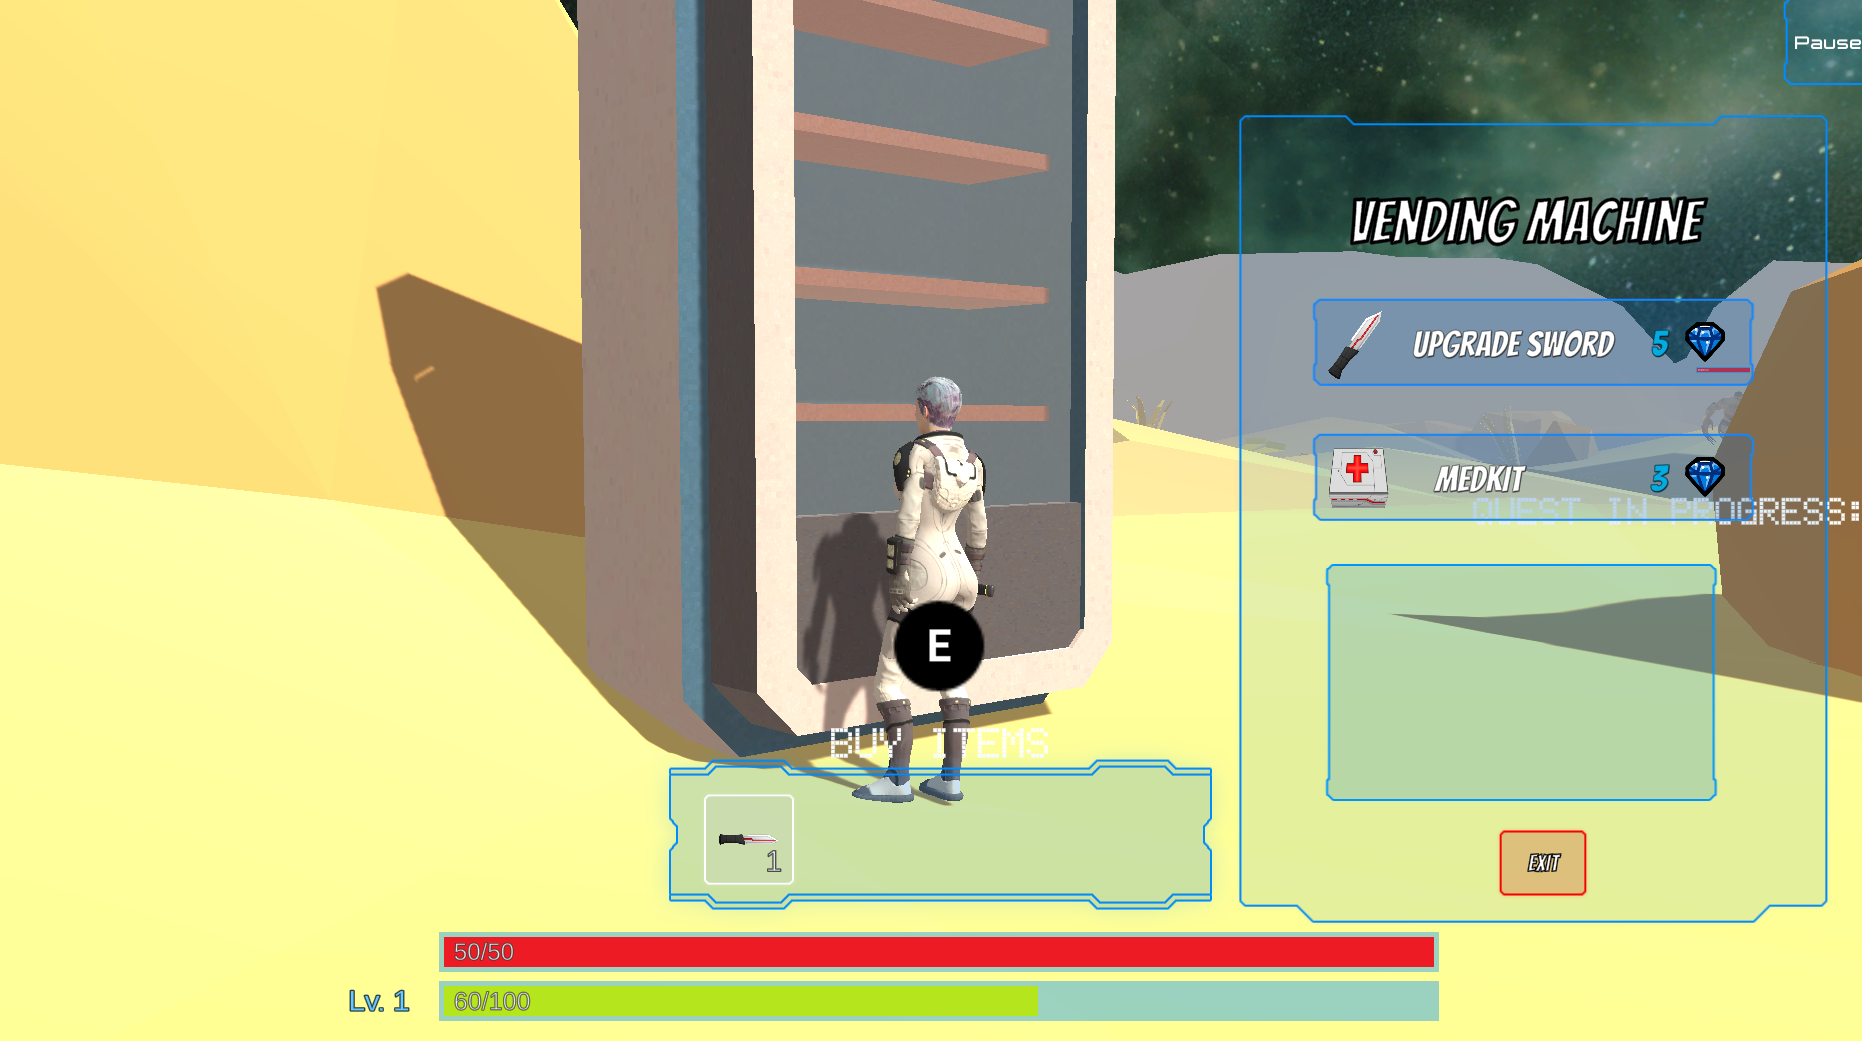 Pause
VENDING MACHINE
UPGRADE SWORD 5
MEDKIT 3
QUEST IN PROGRESS:
E
BUY ITEMS
1
EXIT
50/50
Lv. 1 60/100